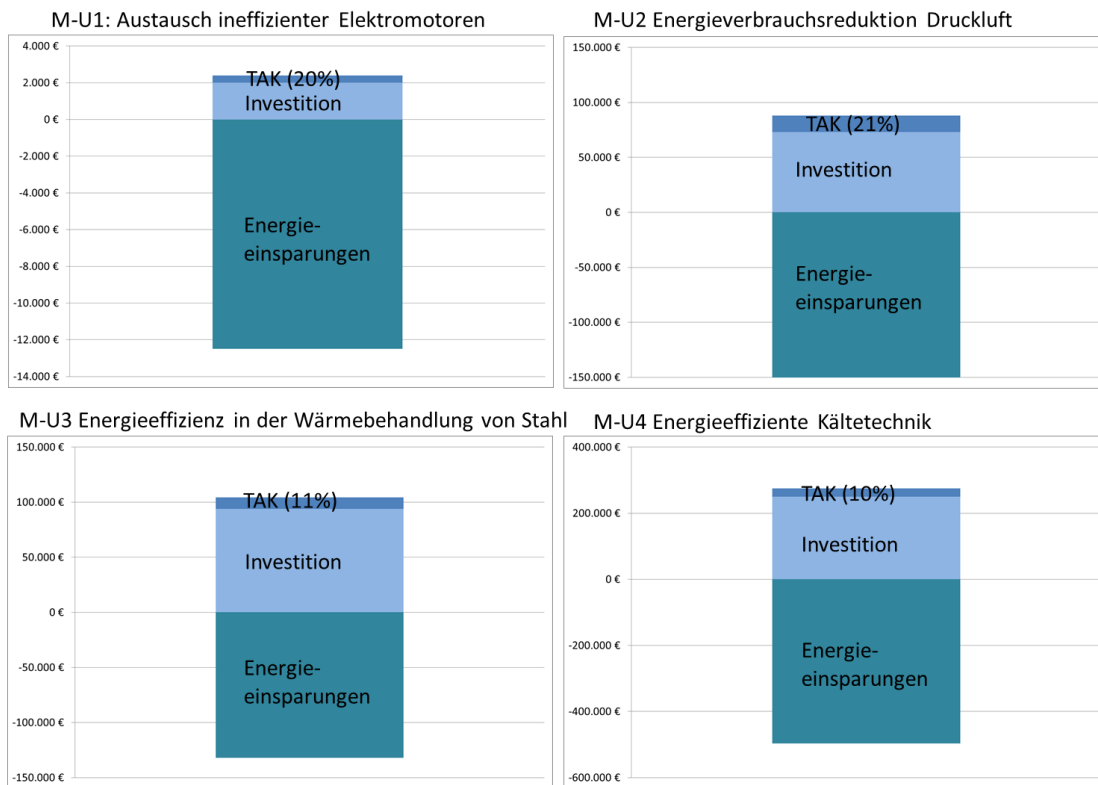 M-U1: Austausch ineffizienter Elektromotoren
4.000 €
2.000 €
0 €
-2.000 €
-4.000 €
-6.000 €
-8.000 €
-10.000 €
-12.000 €
-14.000 €
TAK (20%)
Investition
Energie-
einsparungen
M-U2 Energieverbrauchsreduktion Druckluft
150.000 €
100.000 €
50.000 €
0 €
-50.000 €
-100.000 €
-150.000 €
TAK (21%)
Investition
Energie-
einsparungen
M-U3 Energieeffizienz in der Wärmebehandlung von Stahl
150.000 €
100.000 €
50.000 €
0 €
-50.000 €
-100.000 €
-150.000 €
TAK (11%)
Investition
Energie-
einsparungen
M-U4 Energieeffiziente Kältetechnik
400.000 €
200.000 €
0 €
-200.000 €
-400.000 €
-600.000 €
TAK (10%)
Investition
Energie-
einsparungen